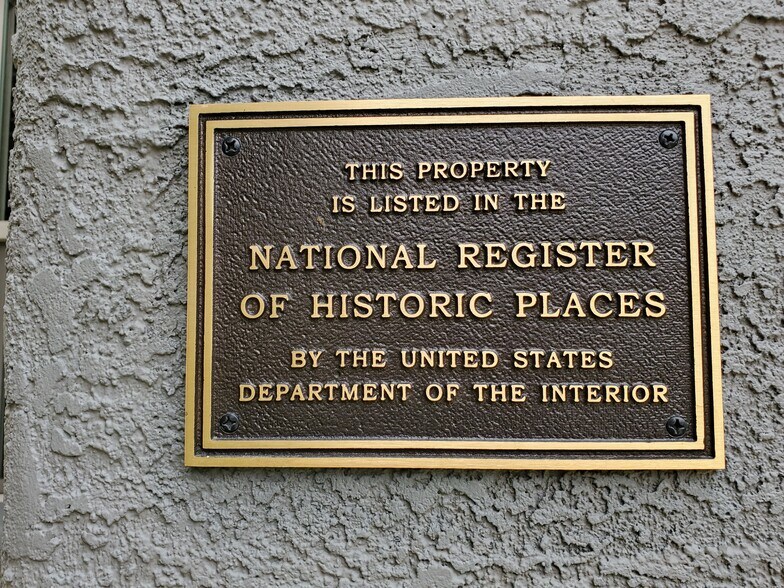 THIS PROPERTY
IS LISTED IN THE
NATIONAL REGISTER
OF HISTORIC PLACES
BY THE UNITED STATES
DEPARTMENT OF THE INTERIOR